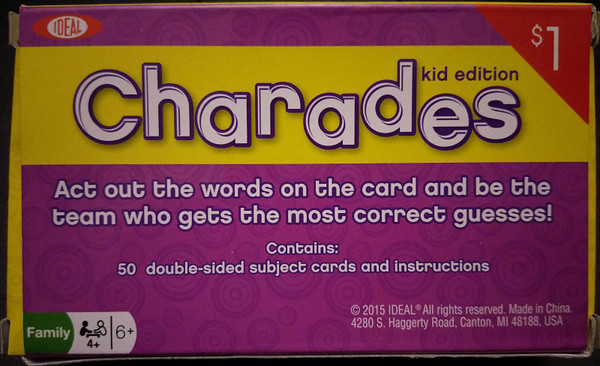 IDEAL
$1
kid edition
Charades
Act out the words on the card and be the
team who gets the most correct guesses!
Contains:
50 double-sided subject cards and instructions
© 2015 IDEAL® All rights reserved. Made in China.
4280 S. Haggerty Road, Canton, MI 48188, USA
Family
4+
6+